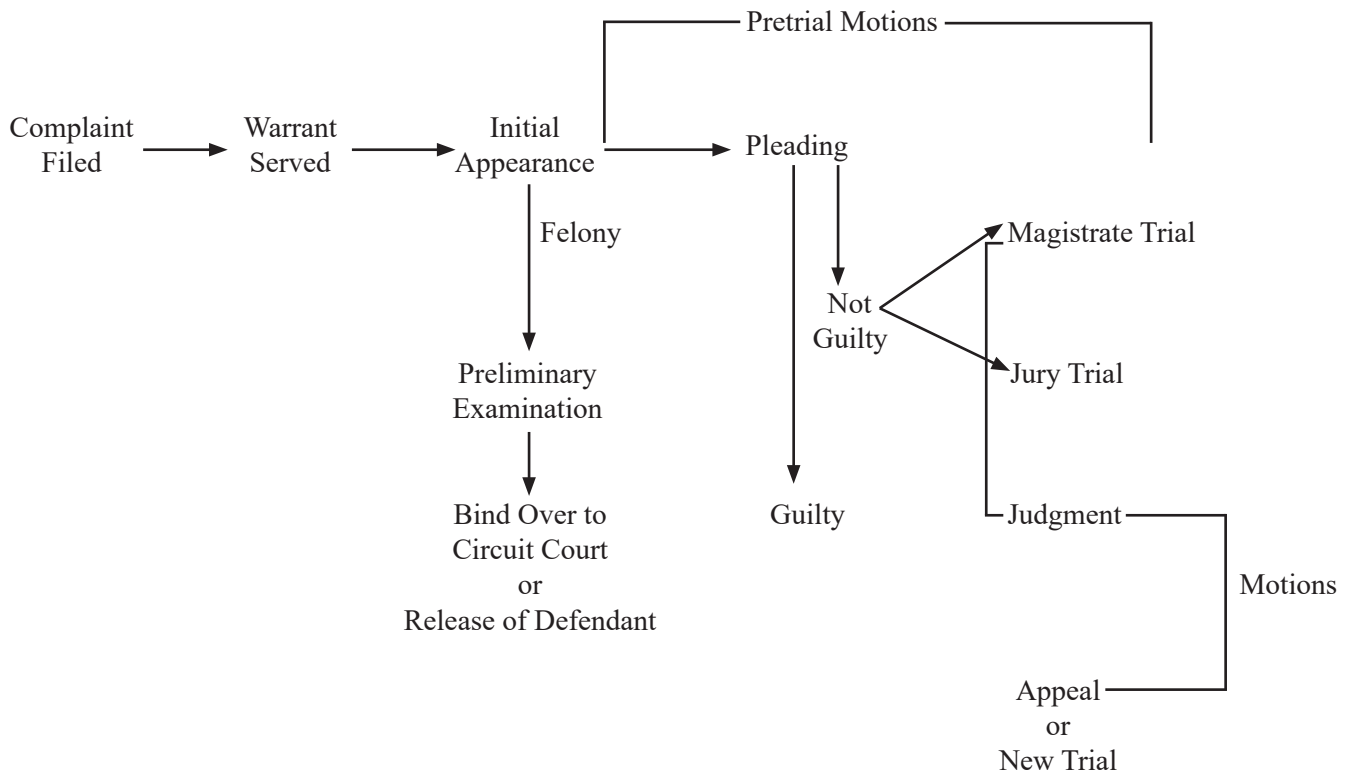 Pretrial Motions
Complaint
Filed
Warrant
Served
Initial
Appearance
Pleading
Felony
Magistrate Trial
Not
Guilty
Preliminary
Examination
Jury Trial
Bind Over to
Circuit Court
or
Release of Defendant
Guilty
Judgment
Motions
Appeal
or
New Trial